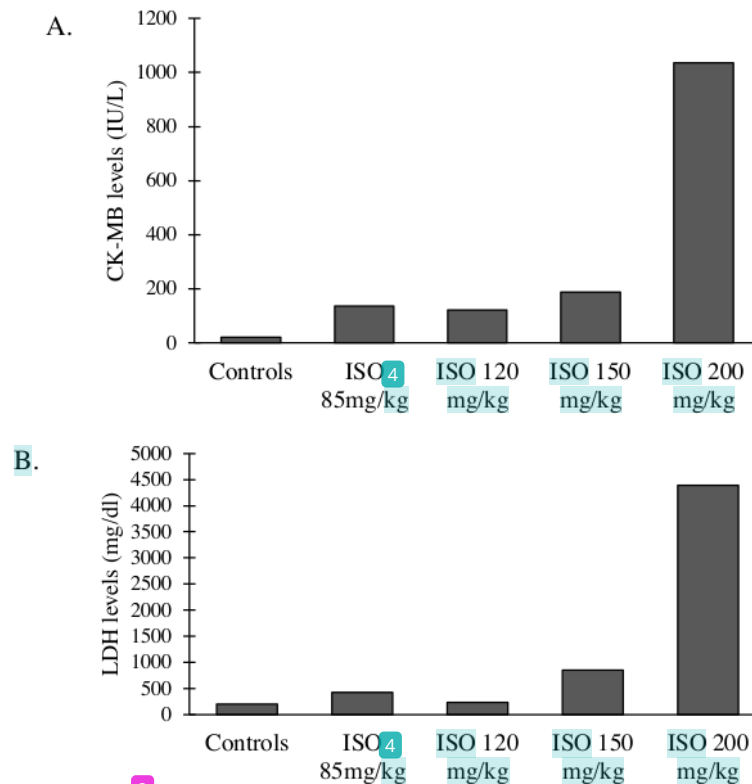 A.
1200
1000
800
600
400
200
0
CK-MB levels (IU/L)
Controls
ISO 4
85mg/kg
ISO 120
mg/kg
ISO 150
mg/kg
ISO 200
mg/kg
B.
5000
4500
4000
3500
3000
2500
2000
1500
1000
500
0
LDH levels (mg/dl)
Controls
ISO 4
85mg/kg
ISO 120
mg/kg
ISO 150
mg/kg
ISO 200
mg/kg